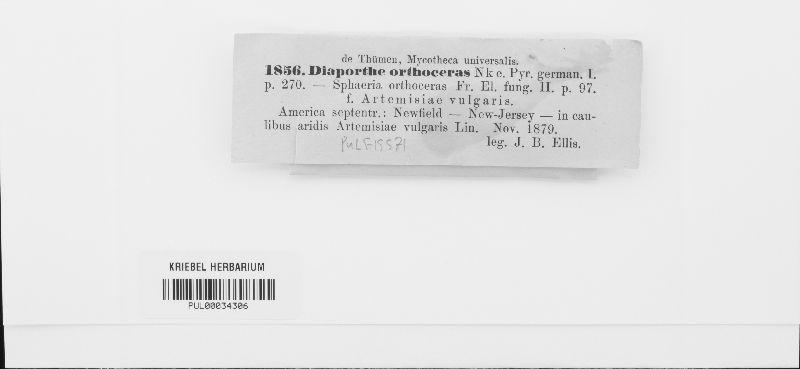 de Thümen, Mycotheca universalis.
1856. Diaporthe orthoceras Nke. Pyr. german. I.
p. 270. — Sphaeria orthoceras Fr. El. fung. II. p. 97.
f. Artemisiae vulgaris.
America septentr.: Newfield — New-Jersey — in cau-
libus aridis Artemisiae vulgaris Lin. Nov. 1879.
leg. J. B. Ellis.
PUL F19571
KRIEBEL HERBARIUM
PUL00034306